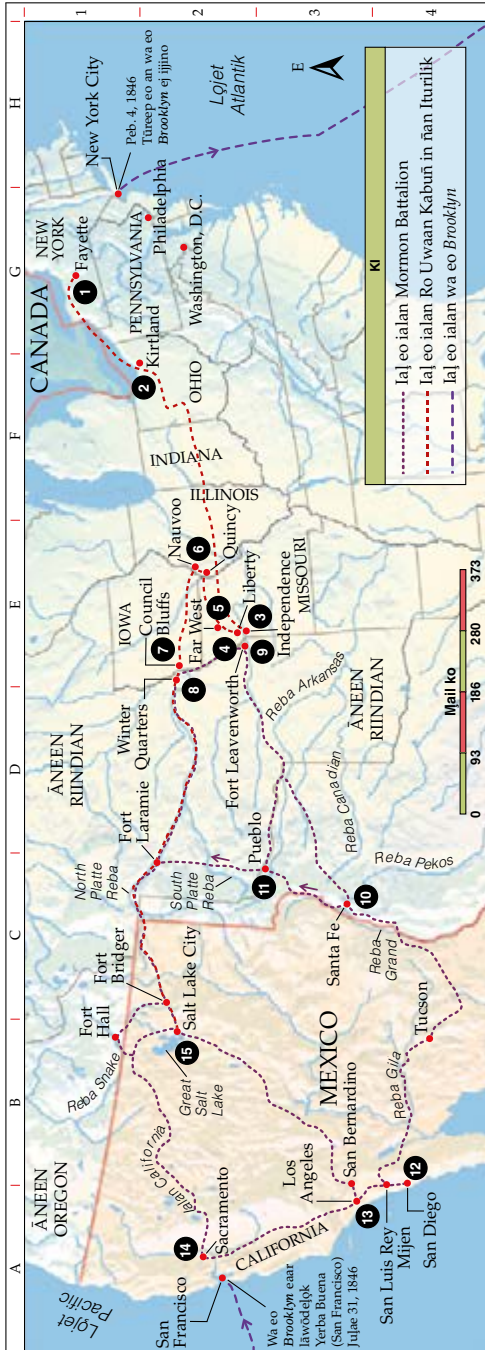 A
B
C
D
E
F
G
H
1
2
3
4
Lo̧jet
Pacific
ĀNEEN
OREGON
Reba Snake
Fort
Hall
Fort
Bridger
North
Platte
Reba
Fort
Laramie
ĀNEEN
RIINDIAN
Winter
Quarters
8
7
IOWA
Council
Bluffs
Nauvoo
6
Quincy
ILLINOIS
INDIANA
OHIO
2
Kirtland
CANADA
1
NEW
YORK
Fayette
PENNSYLVANIA
Philadelphia
Washington, D.C.
New York City
Peb. 4, 1846
Tūreep eo an wa eo
Brooklyn ej ijjino
Lo̧jet
Atlantik
E
San
Francisco
14
Sacramento
Ialan California
Great
Salt
Lake
15
Salt Lake City
South
Platte
Reba
11
Pueblo
Fort Leavenworth
Far West
5
4
Liberty
3
9
Independence
MISSOURI
Wa eo
Brooklyn eaar
lāwōdeļo̧k
Yerba Buena
(San Francisco)
Juļae 31, 1846
CALIFORNIA
Los
Angeles
13
San Bernardino
MEXICO
San Luis Rey
Mijen
12
San Diego
Reba Gila
Tucson
Santa Fe
10
Reba
Grand
Reba Pekos
Reba Canadian
Reba Arkansas
ĀNEEN
RIINDIAN
Mail ko
0 93 186 280 373
KI
Iaļ eo ialan Mormon Battalion
Iaļ eo ialan Ro Uwaan Kabuñ in ñan Iturilik
Iaļ eo ialan wa eo Brooklyn